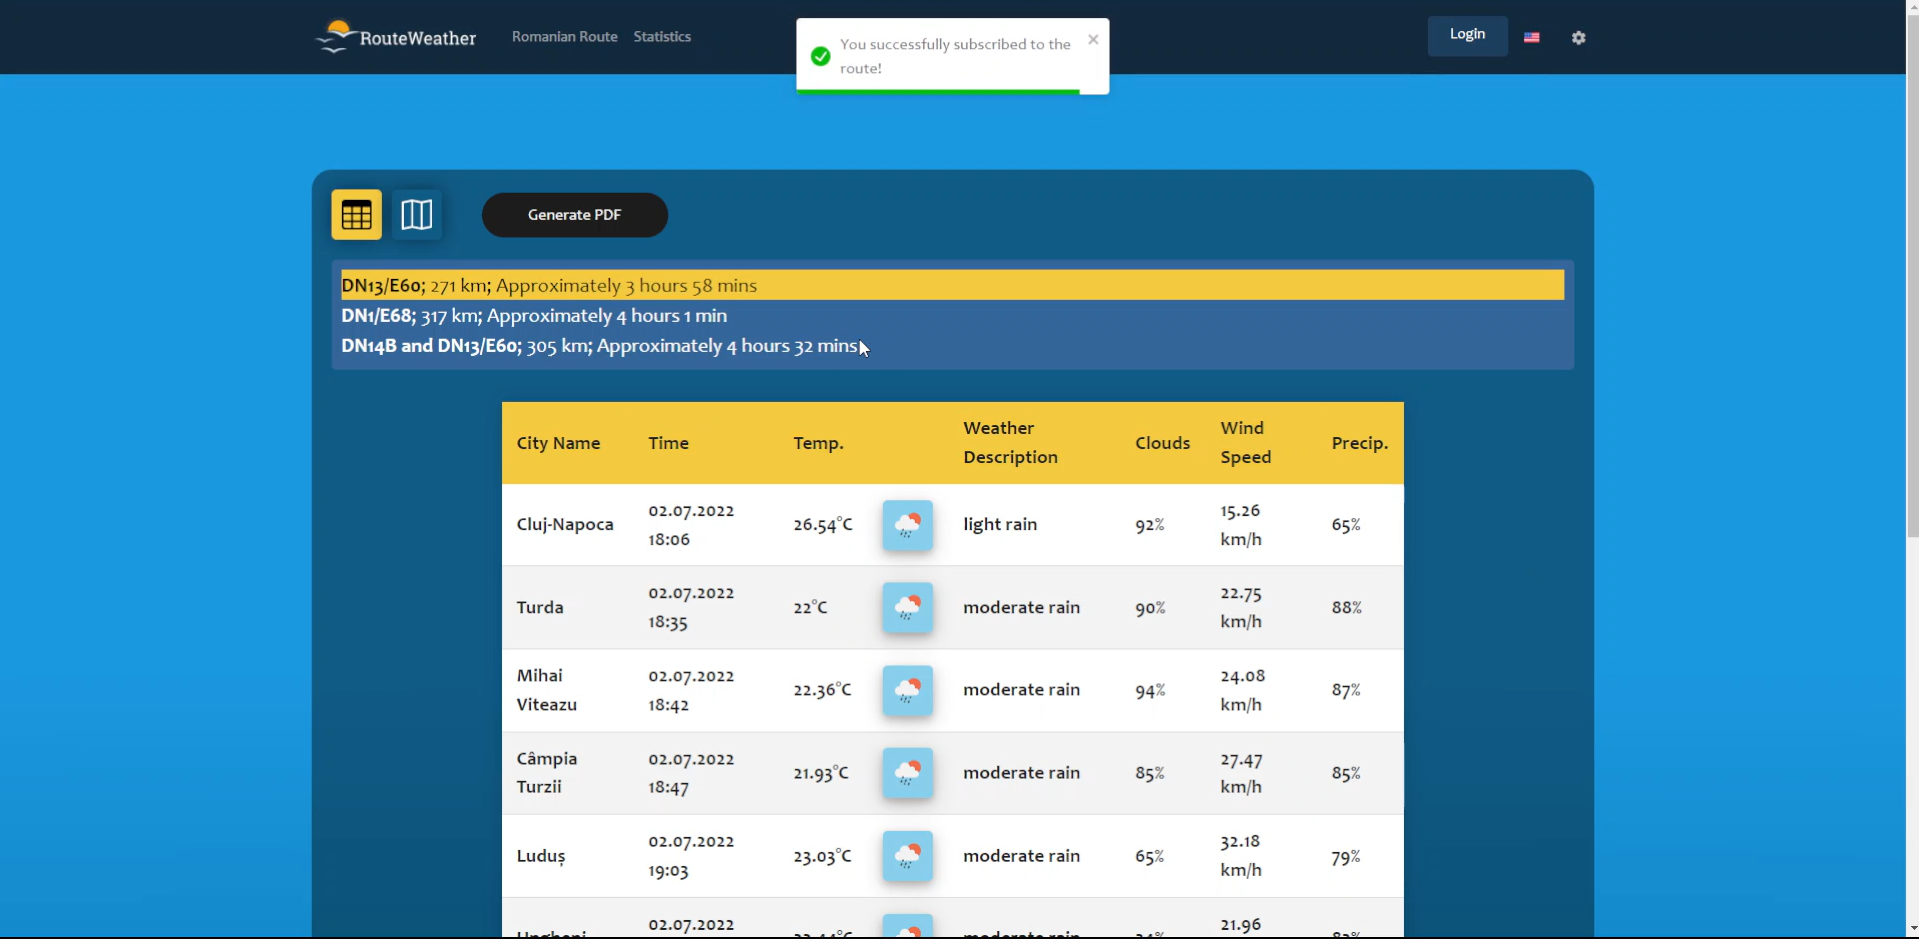 RouteWeather
Romanian Route
Statistics
You successfully subscribed to the
route!
Login
Generate PDF
DN13/E60; 271 km; Approximately 3 hours 58 mins
DN1/E68; 317 km; Approximately 4 hours 1 min
DN14B and DN13/E60; 305 km; Approximately 4 hours 32 mins
City Name Time Temp. Weather Description Clouds Wind Speed Precip.
Cluj-Napoca 02.07.2022 18:06 26.54°C light rain 92% 15.26 km/h 65%
Turda 02.07.2022 18:35 22°C moderate rain 90% 22.75 km/h 88%
Mihai Viteazu 02.07.2022 18:42 22.36°C moderate rain 94% 24.08 km/h 87%
Câmpia Turzii 02.07.2022 18:47 21.93°C moderate rain 85% 27.47 km/h 85%
Luduș 02.07.2022 19:03 23.03°C moderate rain 65% 32.18 km/h 79%
02.07.2022 moderate rain 21.96